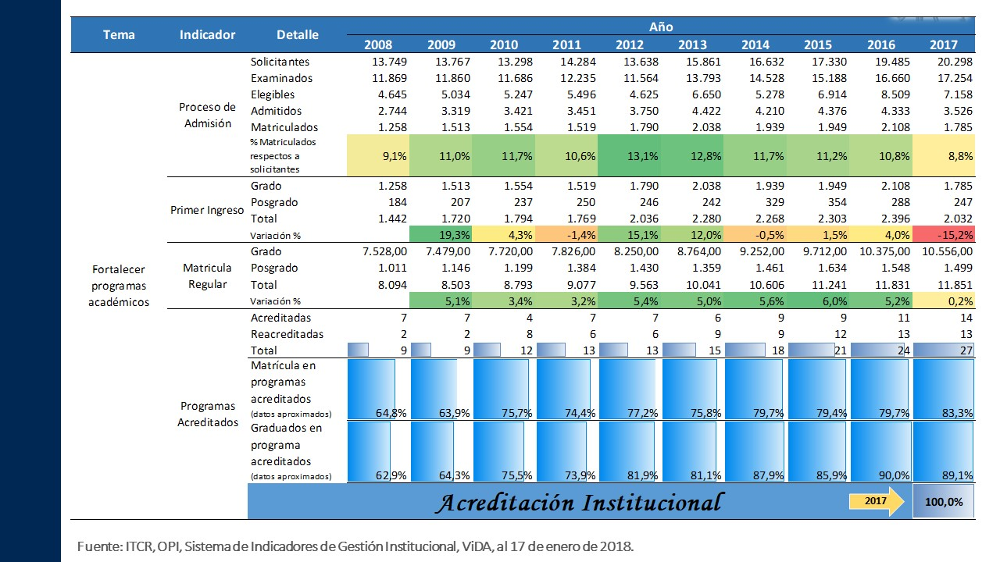 Tema Indicador Detalle Año
2008 2009 2010 2011 2012 2013 2014 2015 2016 2017
Solicitantes 13.749 13.767 13.298 14.284 13.638 15.861 16.632 17.330 19.485 20.298
Examinados 11.869 11.860 11.686 12.235 11.564 13.793 14.528 15.188 16.660 17.254
Elegibles 4.645 5.034 5.247 5.496 4.625 6.650 5.278 6.914 8.509 7.158
Proceso de
Admisión
Admitidos 2.744 3.319 3.421 3.451 3.750 4.422 4.210 4.376 4.333 3.526
Matriculados 1.258 1.513 1.554 1.519 1.790 2.038 1.939 1.949 2.108 1.785
% Matriculados
respectos a
solicitantes
9,1% 11,0% 11,7% 10,6% 13,1% 12,8% 11,7% 11,2% 10,8% 8,8%
Grado 1.258 1.513 1.554 1.519 1.790 2.038 1.939 1.949 2.108 1.785
Posgrado 184 207 237 250 246 242 329 354 288 247
Primer Ingreso
Total 1.442 1.720 1.794 1.769 2.036 2.280 2.268 2.303 2.396 2.032
Variación % 19,3% 4,3% -1,4% 15,1% 12,0% -0,5% 1,5% 4,0% -15,2%
Grado 7.528,00 7.479,00 7.720,00 7.826,00 8.250,00 8.764,00 9.252,00 9.712,00 10.375,00 10.556,00
Fortalecer
programas
académicos
Matricula
Regular
Posgrado 1.011 1.146 1.199 1.384 1.430 1.359 1.461 1.634 1.548 1.499
Total 8.094 8.503 8.793 9.077 9.563 10.041 10.606 11.241 11.831 11.851
Variación % 5,1% 3,4% 3,2% 5,4% 5,0% 5,6% 6,0% 5,2% 0,2%
Acreditadas 7 7 4 7 7 6 9 9 11 14
Reacreditadas 2 2 8 6 6 9 9 12 13 13
Total 9 9 12 13 13 15 18 21 24 27
Programas
Acreditados
Matrícula en
programas
acreditados
(datos aproximados) 64,8% 63,9% 75,7% 74,4% 77,2% 75,8% 79,7% 79,4% 79,7% 83,3%
Graduados en
programa
acreditados
(datos aproximados) 62,9% 64,3% 75,5% 73,9% 81,9% 81,1% 87,9% 85,9% 90,0% 89,1%
Acreditación Institucional 2017 100,0%
Fuente: ITCR, OPI, Sistema de Indicadores de Gestión Institucional, ViDA, al 17 de enero de 2018.